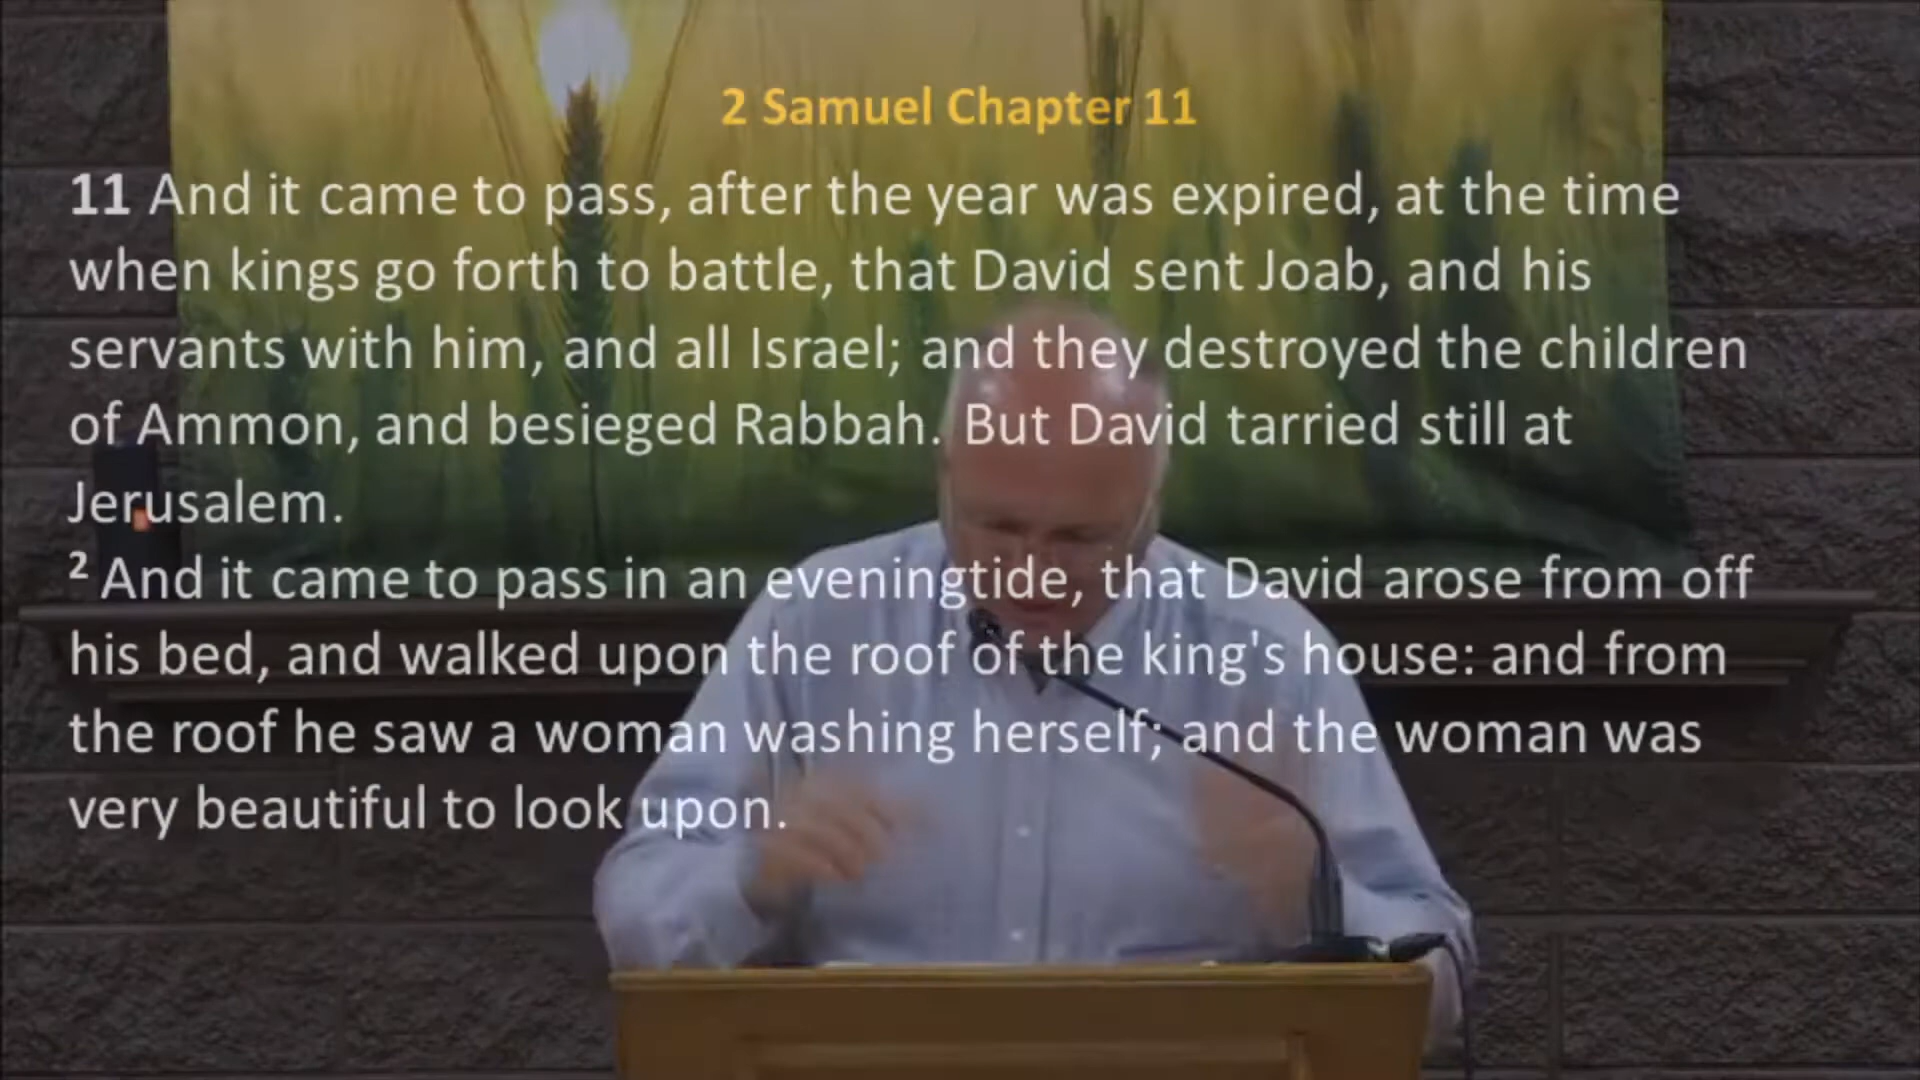 2 Samuel Chapter 11
11 And it came to pass, after the year was expired, at the time
when kings go forth to battle, that David sent Joab, and his
servants with him, and all Israel; and they destroyed the children
of Ammon, and besieged Rabbah. But David tarried still at
Jerusalem.
2 And it came to pass in an eveningtide, that David arose from off
his bed, and walked upon the roof of the king's house: and from
the roof he saw a woman washing herself; and the woman was
very beautiful to look upon.